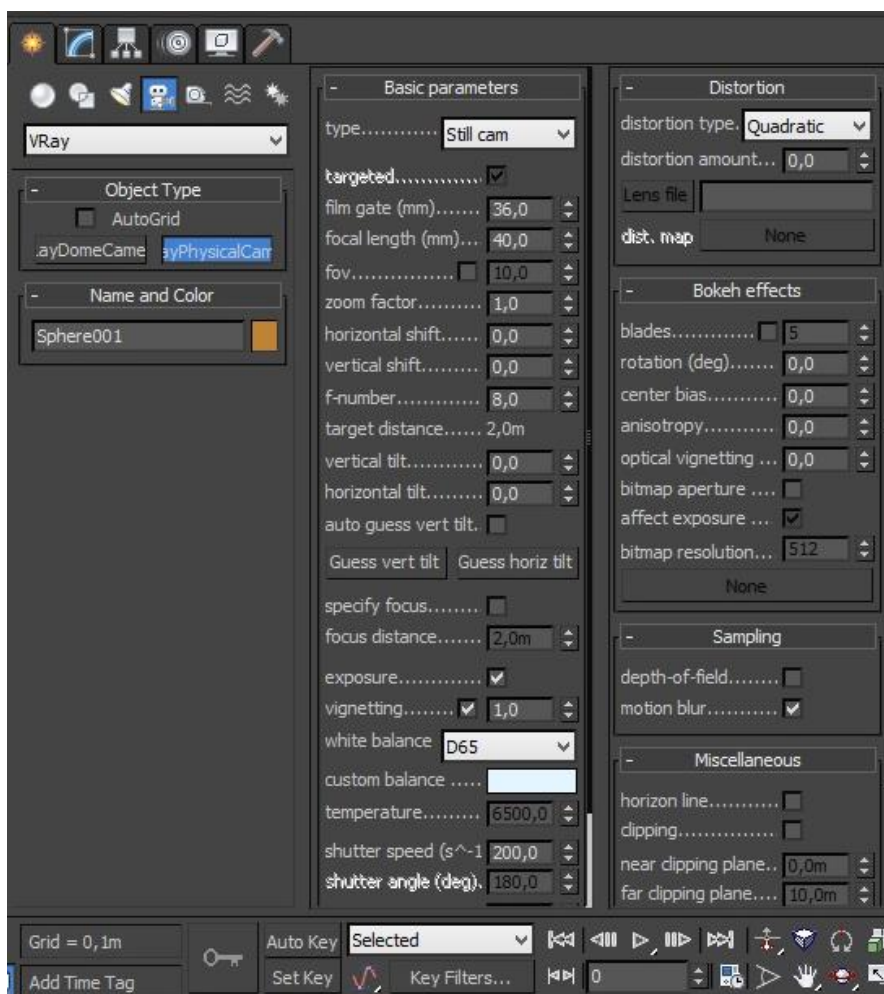 VRay
- Object Type
AutoGrid
.ayDomeCame ayPhysicalCam
- Name and Color
Sphere001
- Basic parameters
type............ Still cam
targeted.............
film gate (mm)....... 36,0
focal length (mm)... 40,0
fov................ 10,0
zoom factor.......... 1,0
horizontal shift...... 0,0
vertical shift......... 0,0
f-number............. 8,0
target distance...... 2,0m
vertical tilt........... 0,0
horizontal tilt........ 0,0
auto guess vert tilt.
Guess vert tilt Guess horiz tilt
specify focus........
focus distance....... 2,0m
exposure.............
vignetting........ 1,0
white balance D65
custom balance .....
temperature......... 6500,0
shutter speed (s^-1 200,0
shutter angle (deg). 180,0
- Distortion
distortion type. Quadratic
distortion amount... 0,0
Lens file
dist. map None
- Bokeh effects
blades............. 5
rotation (deg)....... 0,0
center bias........... 0,0
anisotropy........... 0,0
optical vignetting ... 0,0
bitmap aperture ....
affect exposure ...
bitmap resolution... 512
None
- Sampling
depth-of-field........
motion blur...........
- Miscellaneous
horizon line...........
clipping...............
near clipping plane.. 0,0m
far clipping plane.... 10,0m
Grid = 0,1m
Auto Key Selected
Add Time Tag
Set Key Key Filters... 0